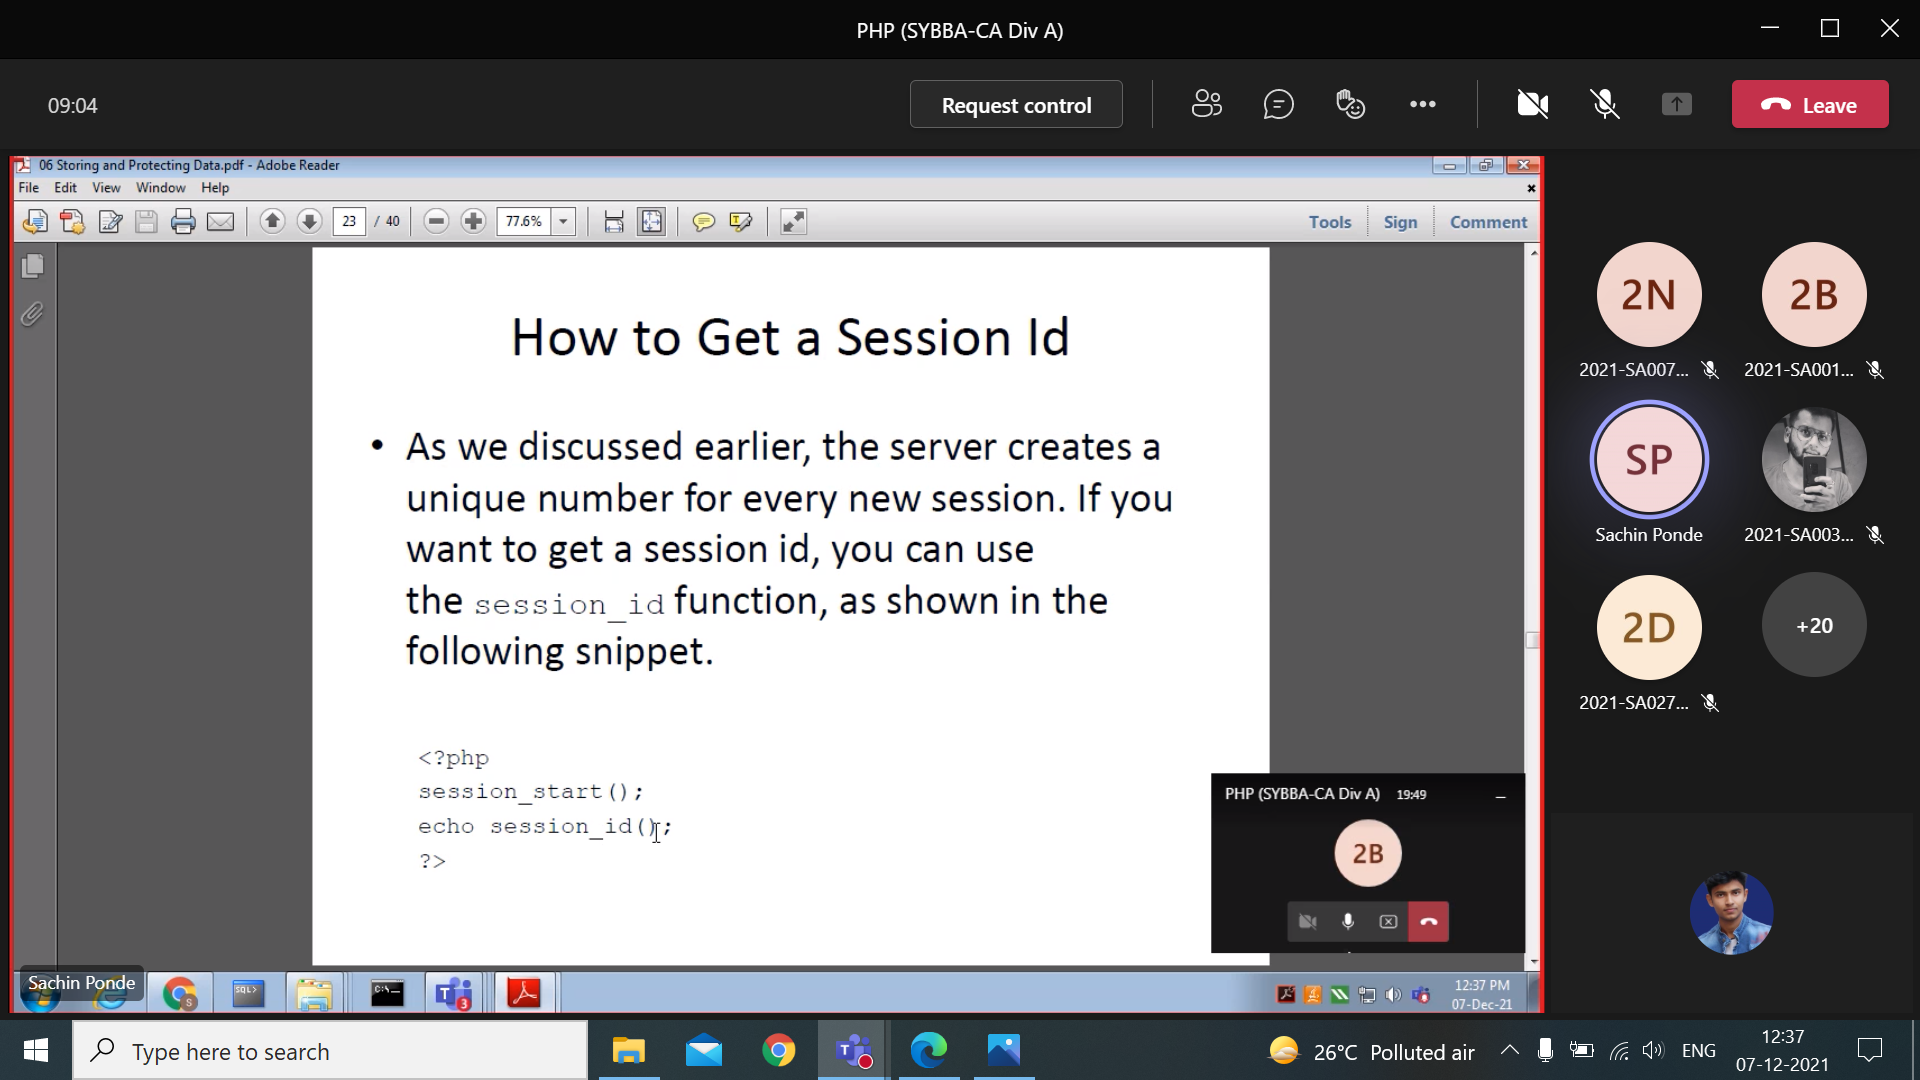 PHP (SYBBA-CA Div A)
09:04
Request control
Leave
06 Storing and Protecting Data.pdf - Adobe Reader
File Edit View Window Help
23 / 40
77.6%
Tools Sign Comment
How to Get a Session Id
• As we discussed earlier, the server creates a
unique number for every new session. If you
want to get a session id, you can use
the session_id function, as shown in the
following snippet.
<?php
session_start();
echo session_id();
?>
PHP (SYBBA-CA Div A) 19:49
2B
2N
2B
2021-SA007...
2021-SA001...
SP
Sachin Ponde
2021-SA003...
2D
+20
2021-SA027...
Sachin Ponde
S
SQL>
C:\_
T
3
12:37 PM
07-Dec-21
Type here to search
T
26°C Polluted air
ENG
12:37
07-12-2021